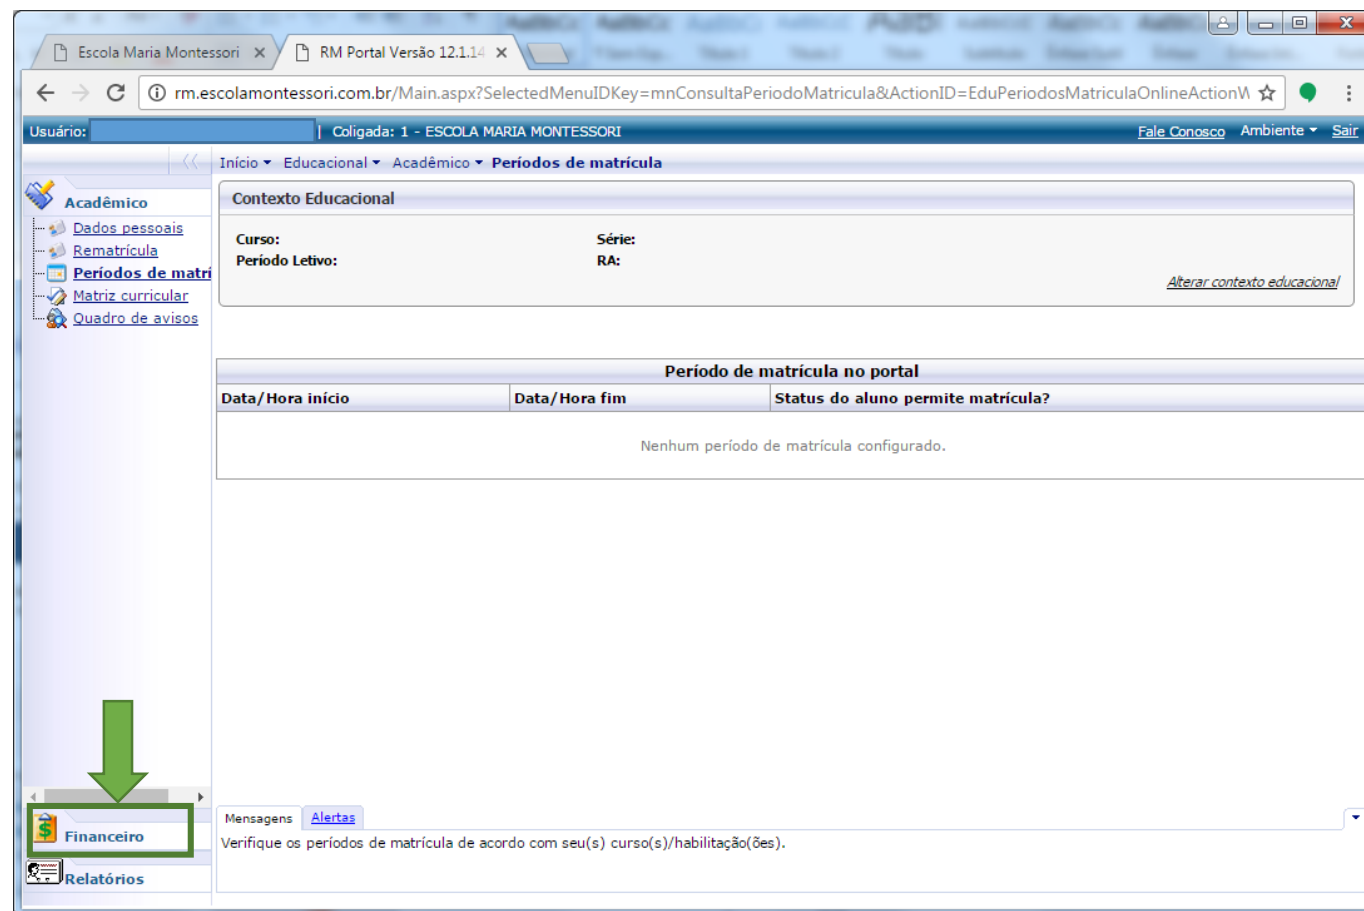 Escola Maria Montessori
RM Portal Versão 12.1.14
rm.escolamontessori.com.br/Main.aspx?SelectedMenuIDKey=mnConsultaPeriodoMatricula&ActionID=EduPeriodosMatriculaOnlineActionW
Usuário: | Coligada: 1 - ESCOLA MARIA MONTESSORI Fale Conosco Ambiente Sair
Início Educacional Acadêmico Períodos de matrícula
Acadêmico
Dados pessoais
Rematrícula
Períodos de matrí
Matriz curricular
Quadro de avisos
Contexto Educacional
Curso: Série:
Período Letivo: RA:
Alterar contexto educacional
Período de matrícula no portal
Data/Hora início Data/Hora fim Status do aluno permite matrícula?
Nenhum período de matrícula configurado.
Financeiro
Relatórios
Mensagens Alertas
Verifique os períodos de matrícula de acordo com seu(s) curso(s)/habilitação(ões).